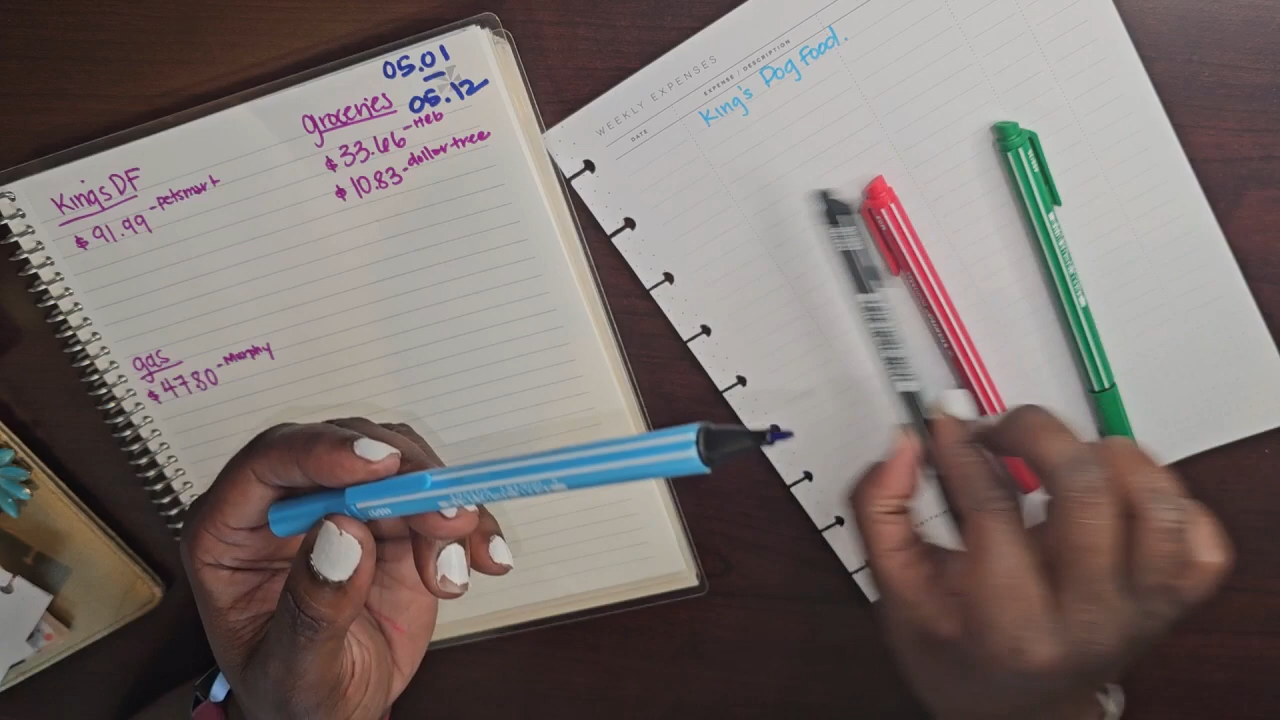 05.01
-
05.12
groceries
$33.66-Heb
$10.83-dollar tree
King's DF
$91.99-petsmart
gas
$47.80-Murphy
WEEKLY EXPENSES
DATE
EXPENSE / DESCRIPTION
King's Dog Food.